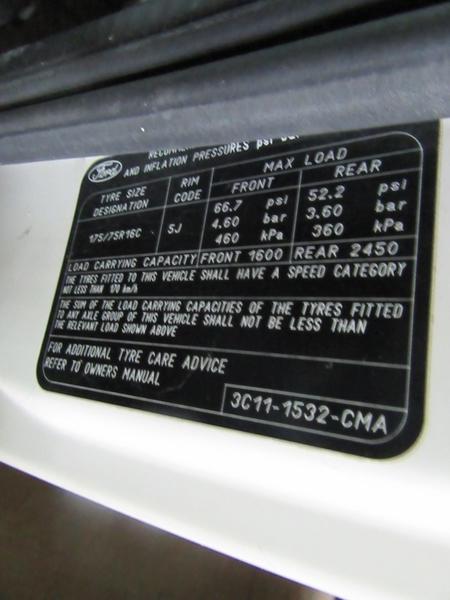 Ford
AND INFLATION PRESSURES psi
TYRE SIZE DESIGNATION
RIM CODE
MAX LOAD
FRONT
REAR
175/75R16C
5J
66.7 psi
4.60 bar
460 kPa
52.2 psi
3.60 bar
360 kPa
LOAD CARRYING CAPACITY FRONT 1600 REAR 2450
THE TYRES FITTED TO THIS VEHICLE SHALL HAVE A SPEED CATEGORY
NOT LESS THAN 170 km/h
THE SUM OF THE LOAD CARRYING CAPACITIES OF THE TYRES FITTED
TO ANY AXLE GROUP OF THIS VEHICLE SHALL NOT BE LESS THAN
THE RELEVANT LOAD SHOWN ABOVE
FOR ADDITIONAL TYRE CARE ADVICE
REFER TO OWNERS MANUAL
3C11-1532-CMA